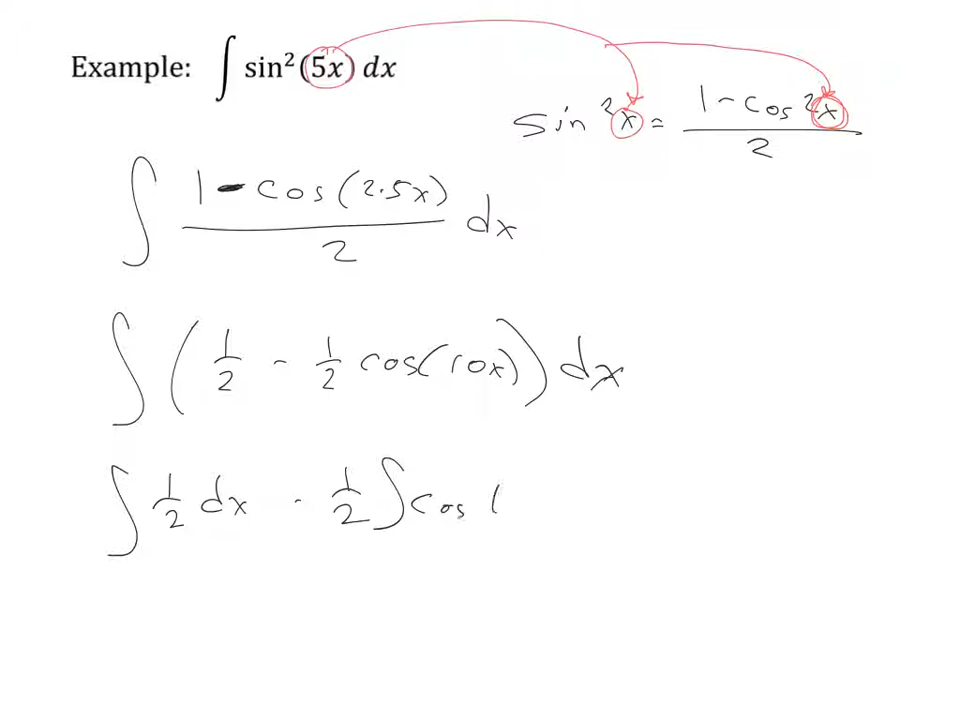 Example: ∫ sin²(5x) dx
sin²x = (1 - cos 2x)/2
∫ (1 - cos(2·5x))/2 dx
∫ (1/2 - 1/2 cos(10x)) dx
∫ 1/2 dx - 1/2 ∫ cos (